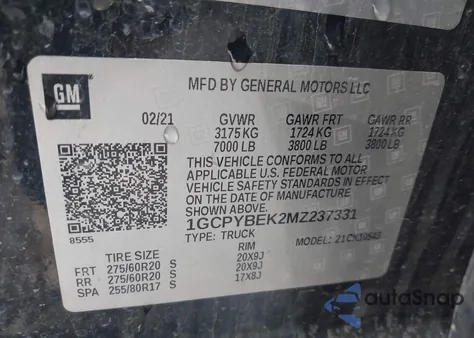 GM
MFD BY GENERAL MOTORS LLC
02/21 GVWR GAWR FRT GAWR RR
3175 KG 1724 KG 1724 KG
7000 LB 3800 LB 3800 LB
THIS VEHICLE CONFORMS TO ALL
APPLICABLE U.S. FEDERAL MOTOR
VEHICLE SAFETY STANDARDS IN EFFECT
ON THE DATE OF MANUFACTURE
SHOWN ABOVE
1GCPYBEK2MZ237331
TYPE: TRUCK MODEL: 21CK10543
8555
TIRE SIZE RIM
FRT 275/60R20 S 20X9J
RR 275/60R20 S 20X9J
SPA 255/80R17 S 17X8J
autoSnap